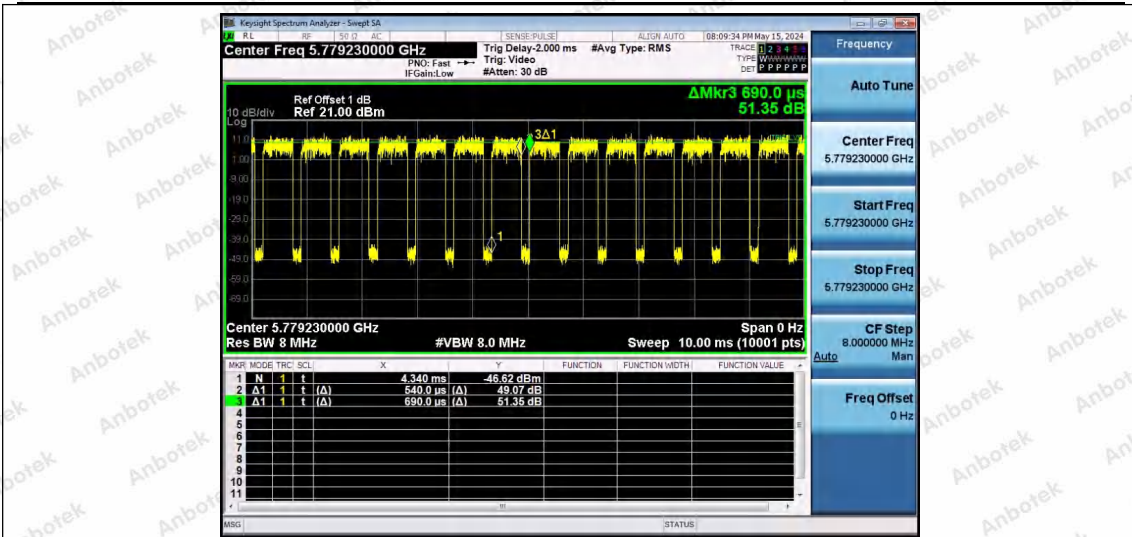 Keysight Spectrum Analyzer - Swept SA
RL RF 50 Ω AC SENSE:PULSE ALIGN AUTO 08:09:34 PM May 15, 2024
Center Freq 5.779230000 GHz
PNO: Fast
IFGain:Low
Trig Delay-2.000 ms
Trig: Video
#Atten: 30 dB
#Avg Type: RMS
TRACE 1 2 3 4 5 6
TYPE
DET P P P P P P
ΔMkr3 690.0 µs
51.35 dB
Ref Offset 1 dB
10 dB/div Ref 21.00 dBm
Log
11.0
1.00
-9.00
-19.0
-29.0
-39.0
-49.0
-59.0
-69.0
3Δ1
1
Center 5.779230000 GHz Span 0 Hz
Res BW 8 MHz #VBW 8.0 MHz Sweep 10.00 ms (10001 pts)
MKR MODE TRC SCL X Y FUNCTION FUNCTION WIDTH FUNCTION VALUE
1 N 1 t 4.340 ms -46.62 dBm
2 Δ1 1 t (Δ) 540.0 µs (Δ) 49.07 dB
3 Δ1 1 t (Δ) 690.0 µs (Δ) 51.35 dB
4
5
6
7
8
9
10
11
MSG STATUS
Frequency
Auto Tune
Center Freq
5.779230000 GHz
Start Freq
5.779230000 GHz
Stop Freq
5.779230000 GHz
CF Step
8.000000 MHz
Auto Man
Freq Offset
0 Hz
Anbotek